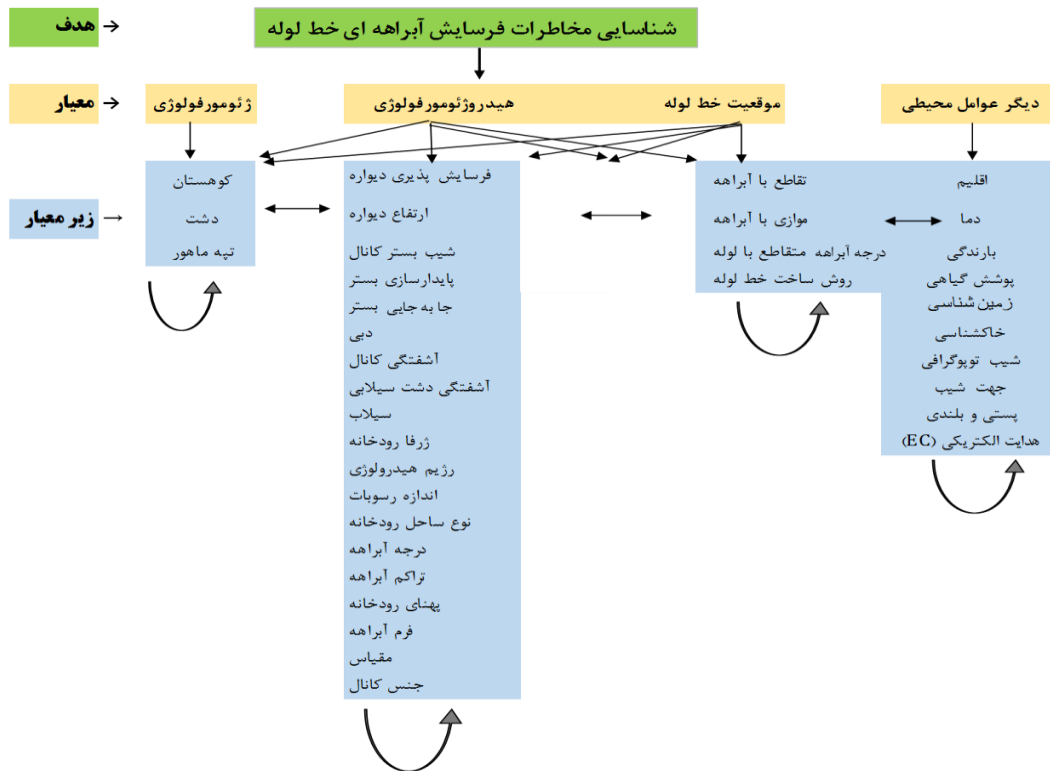 شناسایی مخاطرات فرسایش آبراهه ای خط لوله
هدف
معیار
ژئومورفولوژی
هیدروژئومورفولوژی
موقعیت خط لوله
دیگر عوامل محیطی
زیر معیار
کوهستان
دشت
تپه ماهور
فرسایش پذیری دیواره
ارتفاع دیواره
شیب بستر کانال
پایدارسازی بستر
جا به جایی بستر
دبی
آشفتگی کانال
آشفتگی دشت سیلابی
سیلاب
ژرفا رودخانه
رژیم هیدرولوژی
اندازه رسوبات
نوع ساحل رودخانه
درجه آبراهه
تراکم آبراهه
پهنای رودخانه
فرم آبراهه
مقیاس
جنس کانال
تقاطع با آبراهه
موازی با آبراهه
درجه آبراهه متقاطع با لوله
روش ساخت خط لوله
اقلیم
دما
بارندگی
پوشش گیاهی
زمین شناسی
خاکشناسی
شیب توپوگرافی
جهت شیب
پستی و بلندی
هدایت الکتریکی (EC)